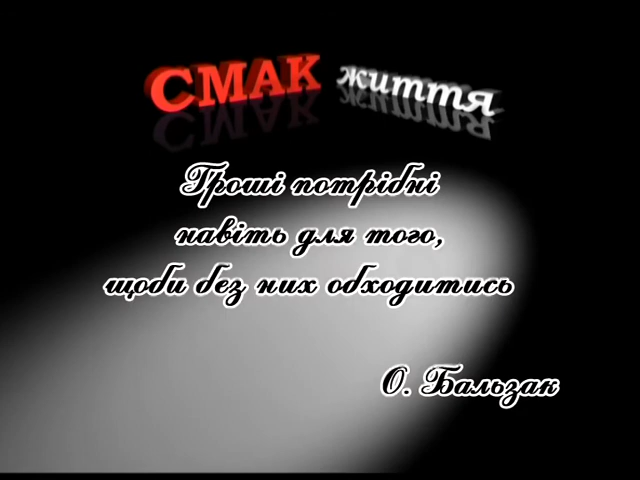 СМАК життя
Гроші потрібні
навіть для того,
щоби без них обходитись
О. Бальзак